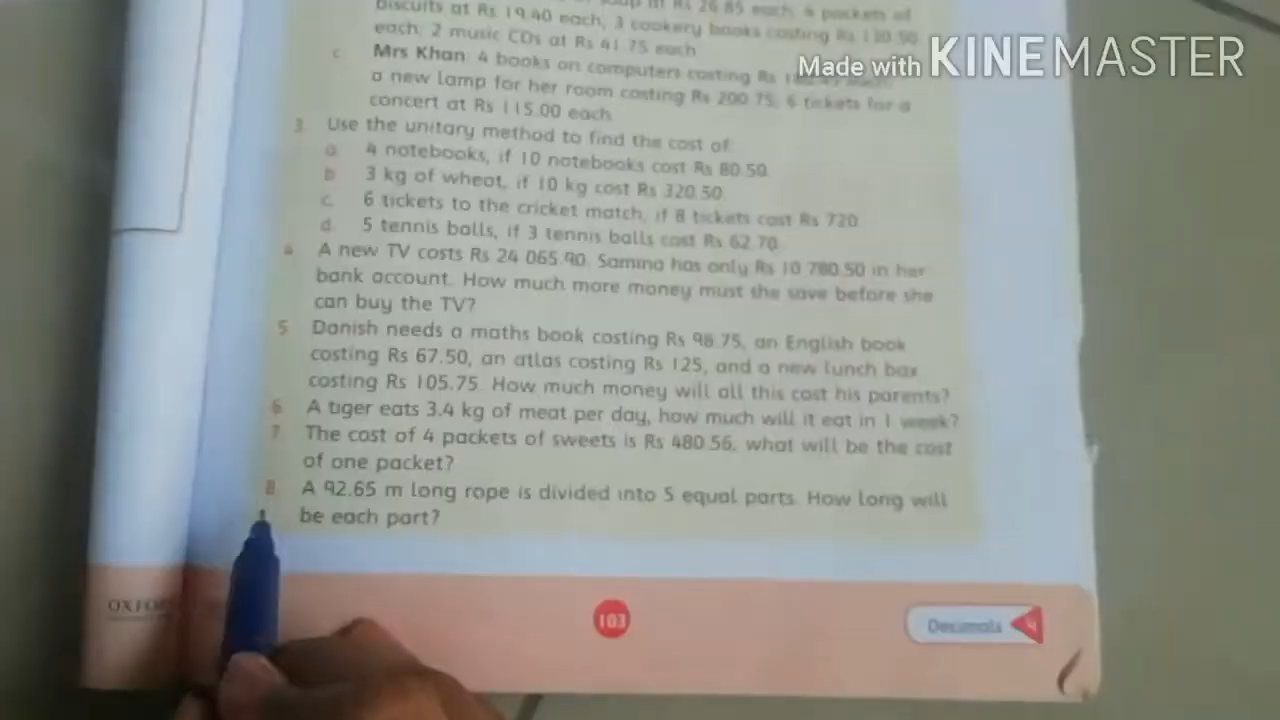 at Rs 26.85 each, 4 packets of
biscuits at Rs 19.40 each, 3 cookery books costing Rs 130.50
each, 2 music CDs at Rs 41.75 each
c. Mrs Khan: 4 books on computers costing Rs
a new lamp for her room costing Rs 200.75, 6 tickets for a
concert at Rs 115.00 each
3. Use the unitary method to find the cost of
a. 4 notebooks, if 10 notebooks cost Rs 80.50
b. 3 kg of wheat, if 10 kg cost Rs 320.50
c. 6 tickets to the cricket match, if 8 tickets cost Rs 720
d. 5 tennis balls, if 3 tennis balls cost Rs 62.70
4 A new TV costs Rs 24 065.90. Samina has only Rs 10 780.50 in her
bank account. How much more money must she save before she
can buy the TV?
5 Danish needs a maths book costing Rs 98.75, an English book
costing Rs 67.50, an atlas costing Rs 125, and a new lunch box
costing Rs 105.75. How much money will all this cost his parents?
6 A tiger eats 3.4 kg of meat per day, how much will it eat in 1 week?
7 The cost of 4 packets of sweets is Rs 480.56, what will be the cost
of one packet?
8 A 92.65 m long rope is divided into 5 equal parts. How long will
be each part?
103
Decimals
Made with KINEMASTER